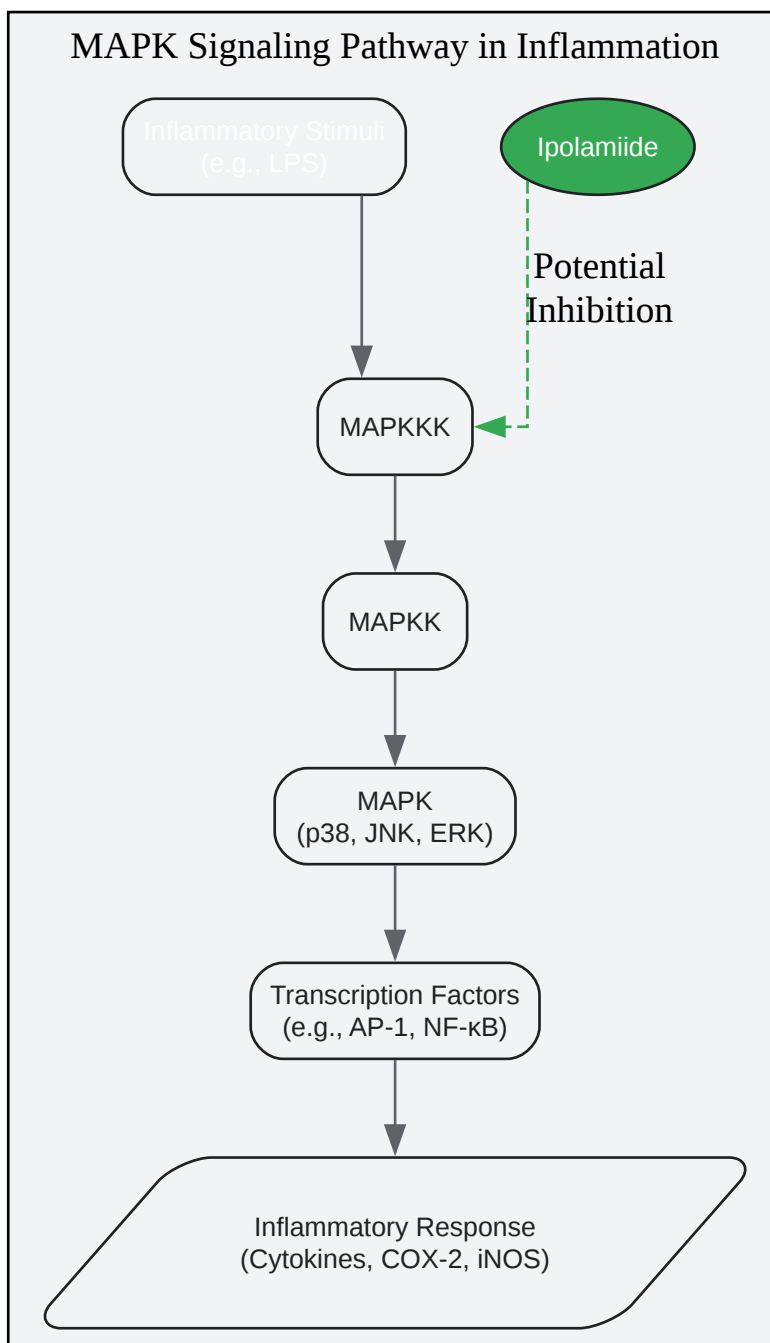 MAPK Signaling Pathway in Inflammation
Inflammatory Stimuli
(e.g., LPS)
Ipolamiide
Potential
Inhibition
MAPKKK
MAPKK
MAPK
(p38, JNK, ERK)
Transcription Factors
(e.g., AP-1, NF-κB)
Inflammatory Response
(Cytokines, COX-2, iNOS)